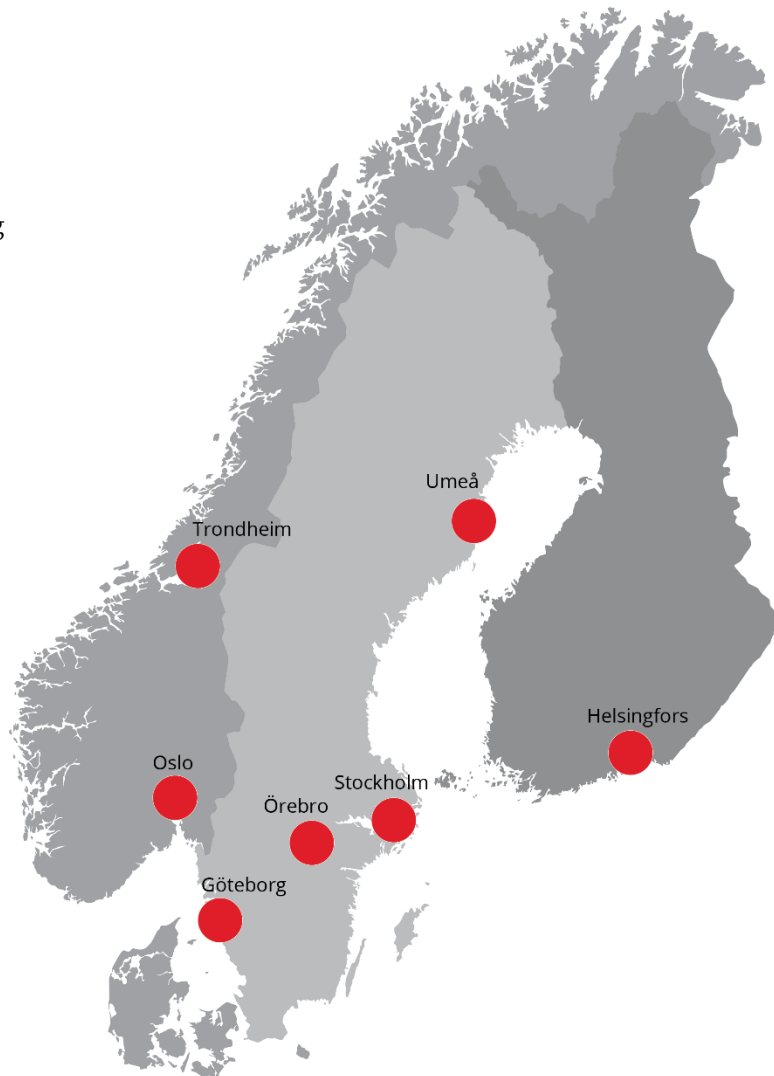 g
Umeå
Trondheim
Helsingfors
Oslo
Stockholm
Örebro
Göteborg